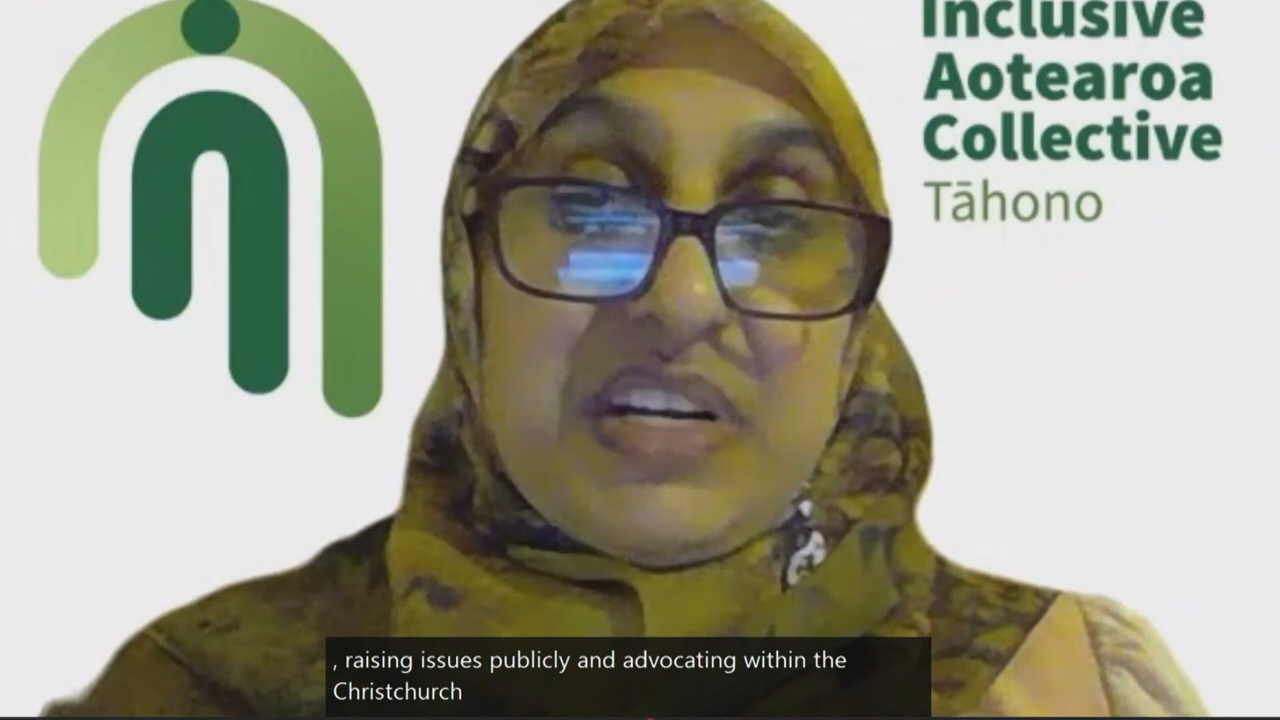 Inclusive
Aotearoa
Collective
Tāhono
, raising issues publicly and advocating within the
Christchurch